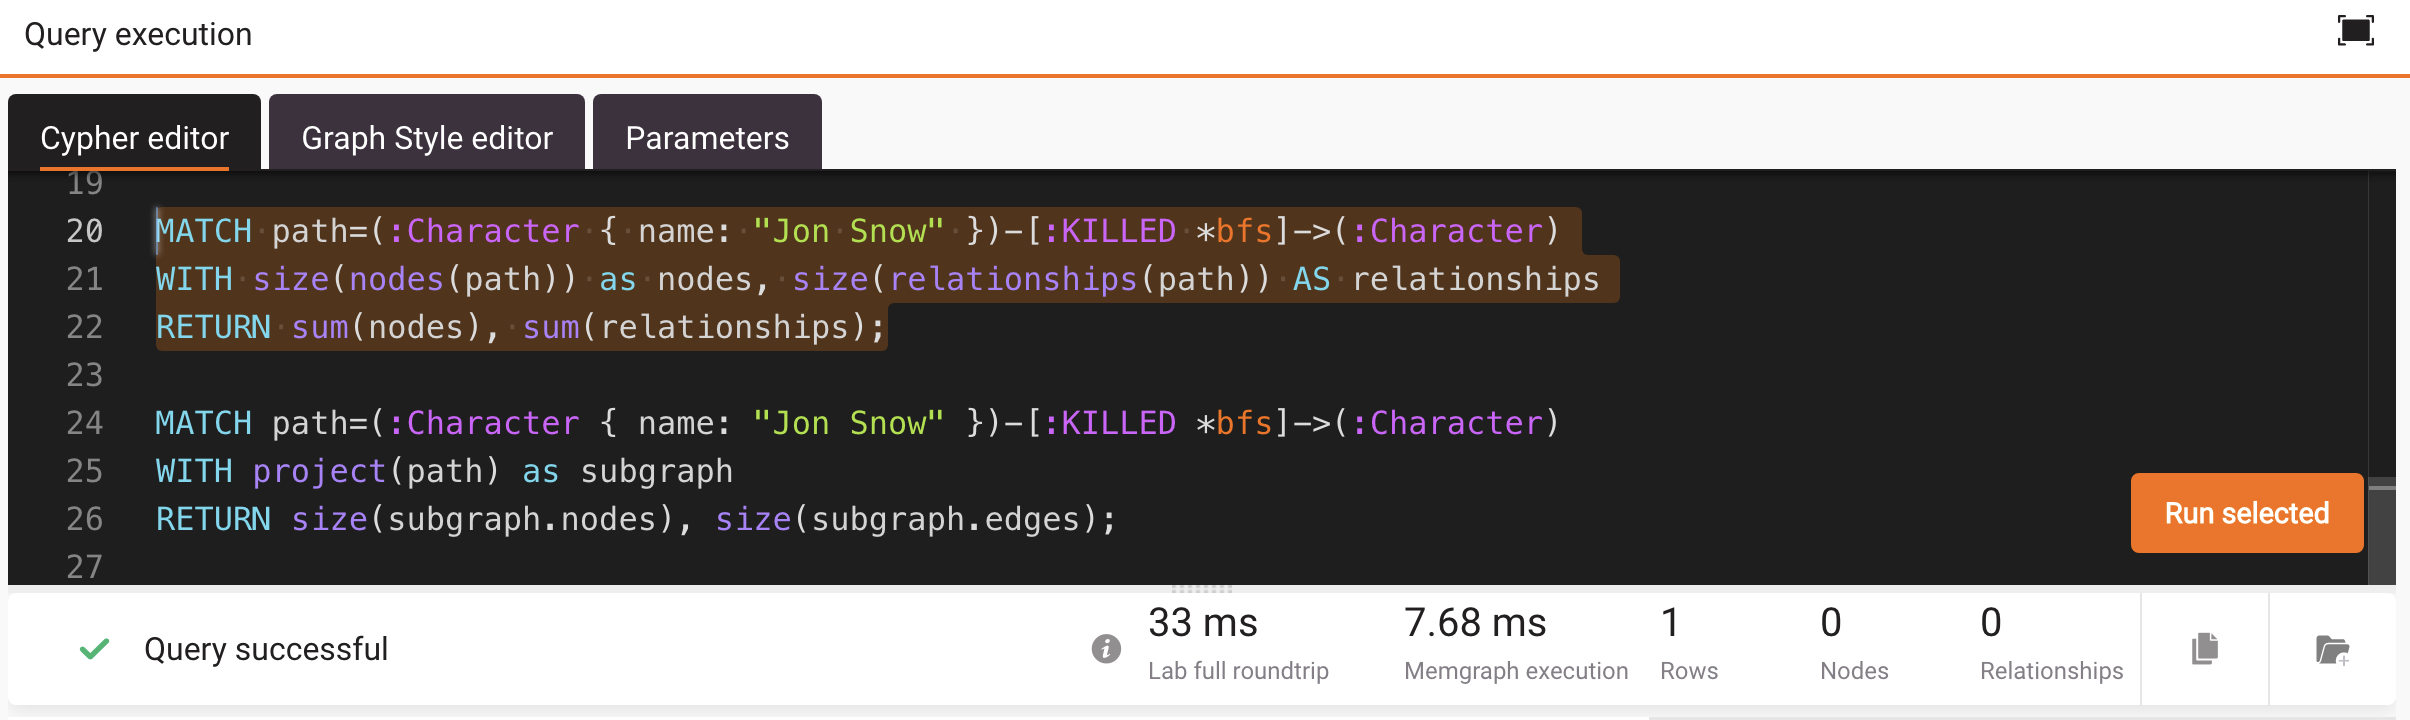 Query execution
Cypher editor Graph Style editor Parameters
19
20 MATCH path=(:Character { name: "Jon Snow" })-[:KILLED *bfs]->(:Character)
21 WITH size(nodes(path)) as nodes, size(relationships(path)) AS relationships
22 RETURN sum(nodes), sum(relationships);
23
24 MATCH path=(:Character { name: "Jon Snow" })-[:KILLED *bfs]->(:Character)
25 WITH project(path) as subgraph
26 RETURN size(subgraph.nodes), size(subgraph.edges);
Run selected
27
Query successful
33 ms 7.68 ms 1 0 0
Lab full roundtrip Memgraph execution Rows Nodes Relationships